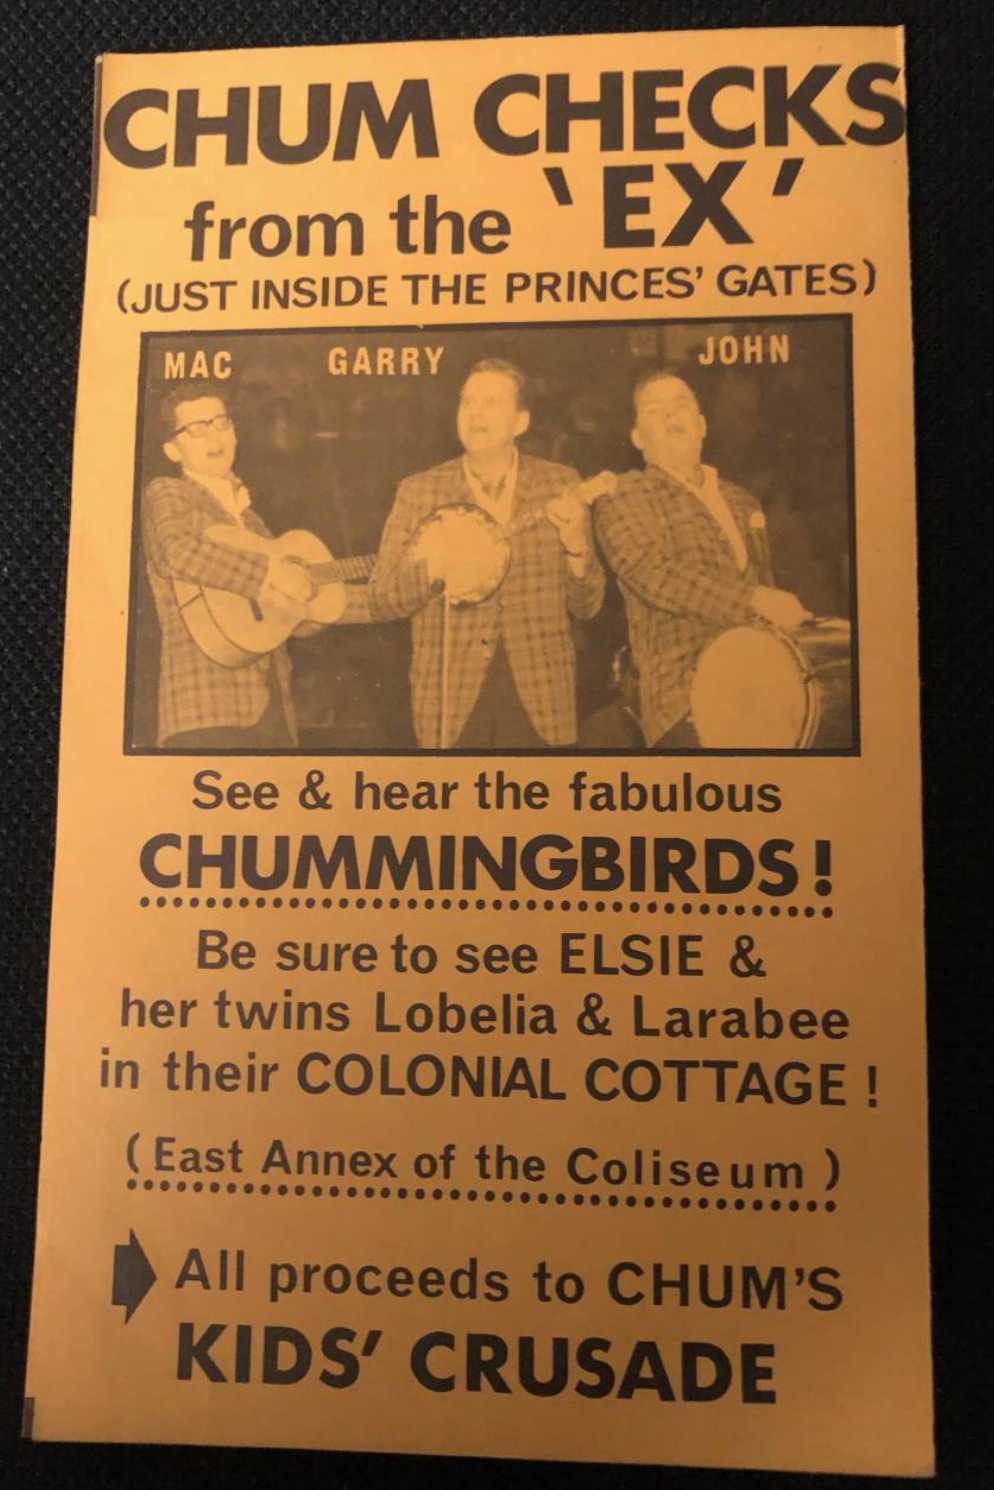 CHUM CHECKS
from the 'EX'
(JUST INSIDE THE PRINCES' GATES)
MAC GARRY JOHN
See & hear the fabulous
CHUMMINGBIRDS!
Be sure to see ELSIE &
her twins Lobelia & Larabee
in their COLONIAL COTTAGE!
(East Annex of the Coliseum)
All proceeds to CHUM'S
KIDS' CRUSADE